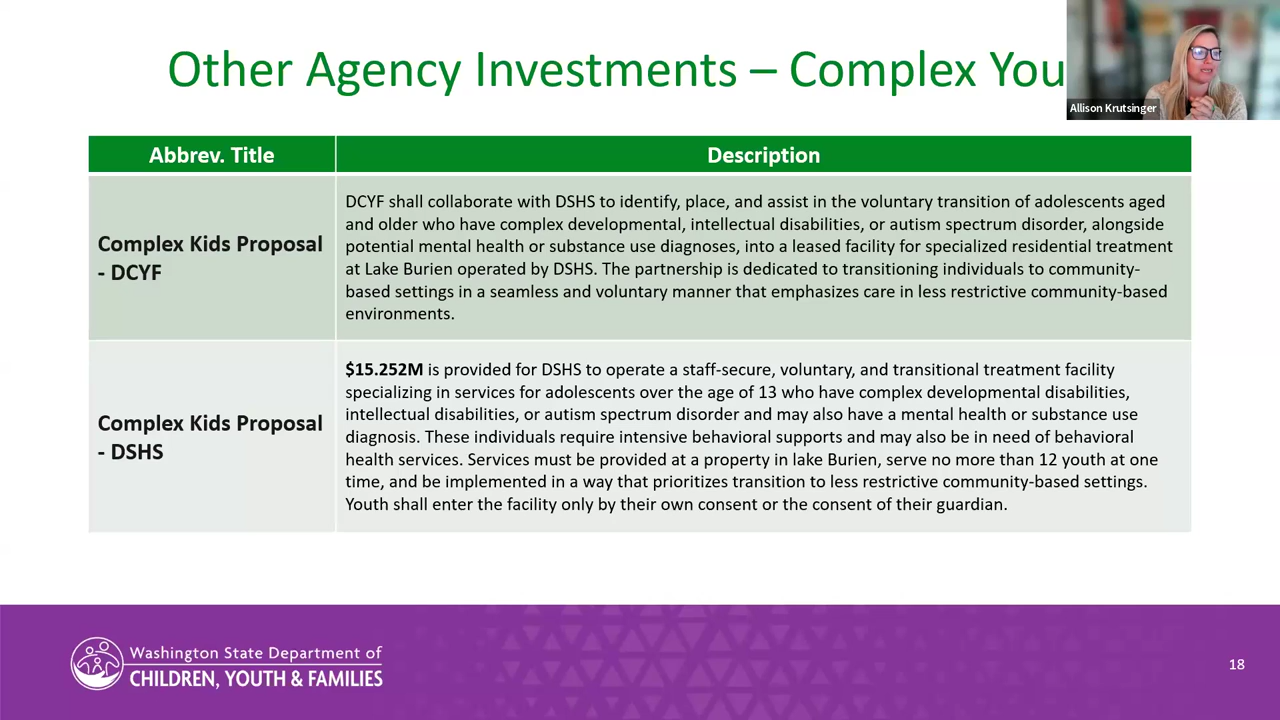 Other Agency Investments – Complex You
Allison Krutsinger
Abbrev. Title
Description
Complex Kids Proposal
- DCYF
DCYF shall collaborate with DSHS to identify, place, and assist in the voluntary transition of adolescents aged
and older who have complex developmental, intellectual disabilities, or autism spectrum disorder, alongside
potential mental health or substance use diagnoses, into a leased facility for specialized residential treatment
at Lake Burien operated by DSHS. The partnership is dedicated to transitioning individuals to community-
based settings in a seamless and voluntary manner that emphasizes care in less restrictive community-based
environments.
Complex Kids Proposal
- DSHS
$15.252M is provided for DSHS to operate a staff-secure, voluntary, and transitional treatment facility
specializing in services for adolescents over the age of 13 who have complex developmental disabilities,
intellectual disabilities, or autism spectrum disorder and may also have a mental health or substance use
diagnosis. These individuals require intensive behavioral supports and may also be in need of behavioral
health services. Services must be provided at a property in lake Burien, serve no more than 12 youth at one
time, and be implemented in a way that prioritizes transition to less restrictive community-based settings.
Youth shall enter the facility only by their own consent or the consent of their guardian.
Washington State Department of
CHILDREN, YOUTH & FAMILIES
18